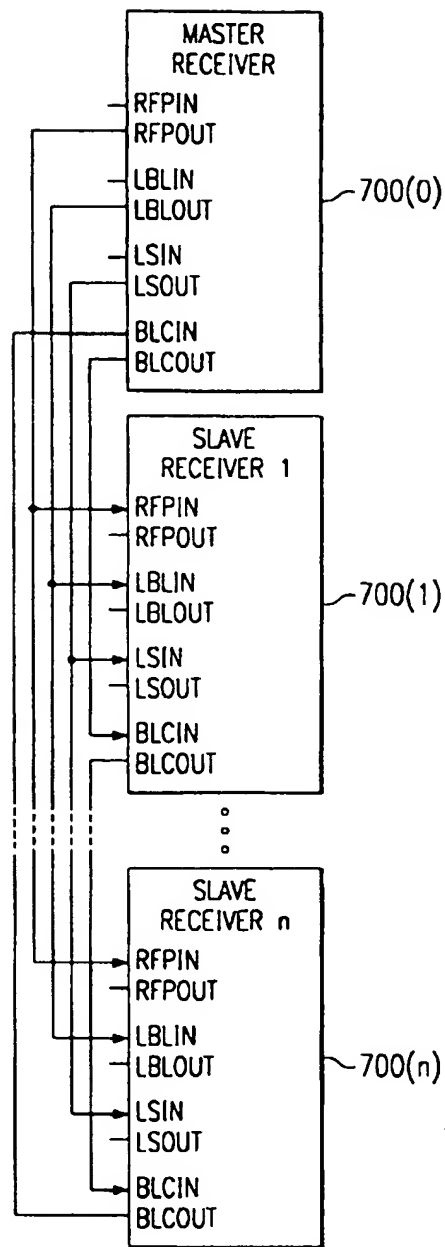 MASTER
RECEIVER
RFPIN
RFPOUT
LBLIN
LBLOUT
LSIN
LSOUT
BLCIN
BLCOUT
700(0)
SLAVE
RECEIVER 1
RFPIN
RFPOUT
LBLIN
LBLOUT
LSIN
LSOUT
BLCIN
BLCOUT
700(1)
SLAVE
RECEIVER n
RFPIN
RFPOUT
LBLIN
LBLOUT
LSIN
LSOUT
BLCIN
BLCOUT
700(n)